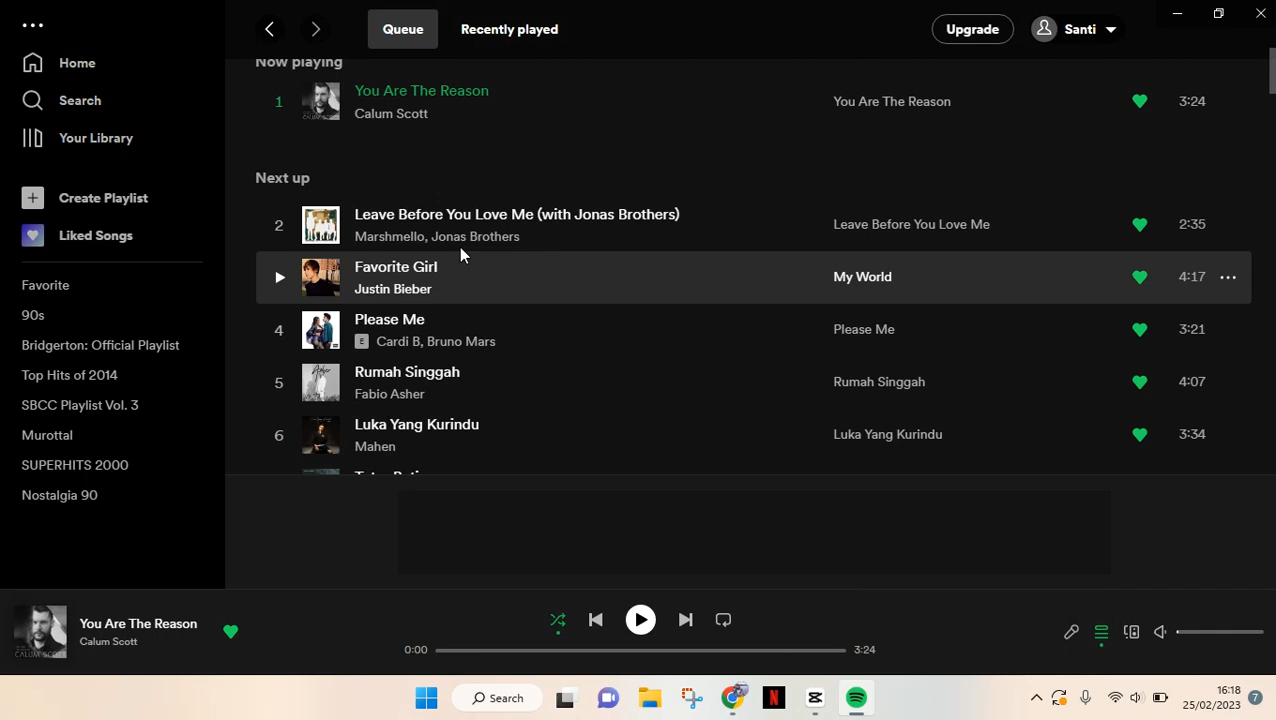 Queue
Recently played
Upgrade
Santi
Home
Search
Your Library
Create Playlist
Liked Songs
Favorite
90s
Bridgerton: Official Playlist
Top Hits of 2014
SBCC Playlist Vol. 3
Murottal
SUPERHITS 2000
Nostalgia 90
Now playing
1 You Are The Reason You Are The Reason 3:24
Calum Scott
Next up
2 Leave Before You Love Me (with Jonas Brothers) Leave Before You Love Me 2:35
Marshmello, Jonas Brothers
Favorite Girl My World 4:17
Justin Bieber
4 Please Me Please Me 3:21
E Cardi B, Bruno Mars
5 Rumah Singgah Rumah Singgah 4:07
Fabio Asher
6 Luka Yang Kurindu Luka Yang Kurindu 3:34
Mahen
You Are The Reason
Calum Scott
0:00 3:24
Search
16:18
25/02/2023
7